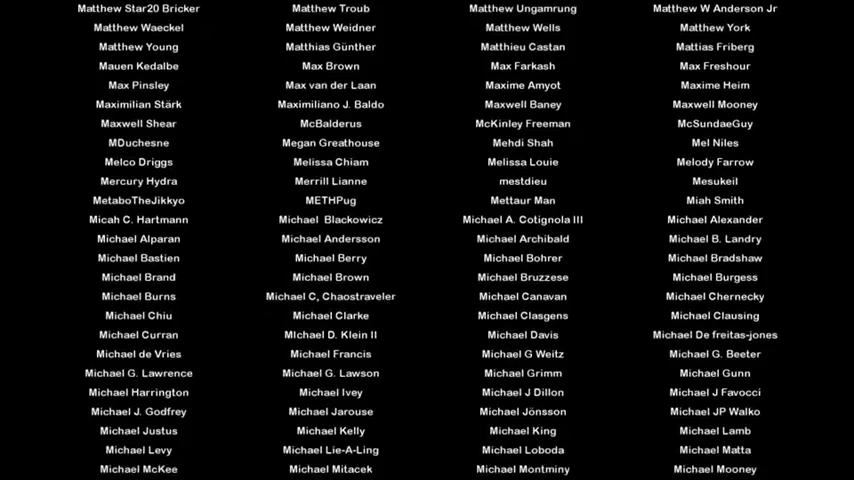 Matthew Star20 Bricker Matthew Troub Matthew Ungamrung Matthew W Anderson Jr
Matthew Waeckel Matthew Weidner Matthew Wells Matthew York
Matthew Young Matthias Günther Matthieu Castan Mattias Friberg
Mauen Kedalbe Max Brown Max Farkash Max Freshour
Max Pinsley Max van der Laan Maxime Amyot Maxime Heim
Maximilian Stärk Maximiliano J. Baldo Maxwell Baney Maxwell Mooney
Maxwell Shear McBalderus McKinley Freeman McSundaeGuy
MDuchesne Megan Greathouse Mehdi Shah Mel Niles
Melco Driggs Melissa Chiam Melissa Louie Melody Farrow
Mercury Hydra Merrill Lianne mestdieu Mesukeil
MetaboTheJikkyo METHPug Mettaur Man Miah Smith
Micah C. Hartmann Michael  Blackowicz Michael A. Cotignola III Michael Alexander
Michael Alparan Michael Andersson Michael Archibald Michael B. Landry
Michael Bastien Michael Berry Michael Bohrer Michael Bradshaw
Michael Brand Michael Brown Michael Bruzzese Michael Burgess
Michael Burns Michael C, Chaostraveler Michael Canavan Michael Chernecky
Michael Chiu Michael Clarke Michael Clasgens Michael Clausing
Michael Curran MIchael D. Klein II Michael Davis Michael De freitas-jones
Michael de Vries Michael Francis Michael G Weitz Michael G. Beeter
Michael G. Lawrence Michael G. Lawson Michael Grimm Michael Gunn
Michael Harrington Michael Ivey Michael J Dillon Michael J Favocci
Michael J. Godfrey Michael Jarouse Michael Jönsson Michael JP Walko
Michael Justus Michael Kelly Michael King Michael Lamb
Michael Levy Michael Lie-A-Ling Michael Loboda Michael Matta
Michael McKee Michael Mitacek Michael Montminy Michael Mooney